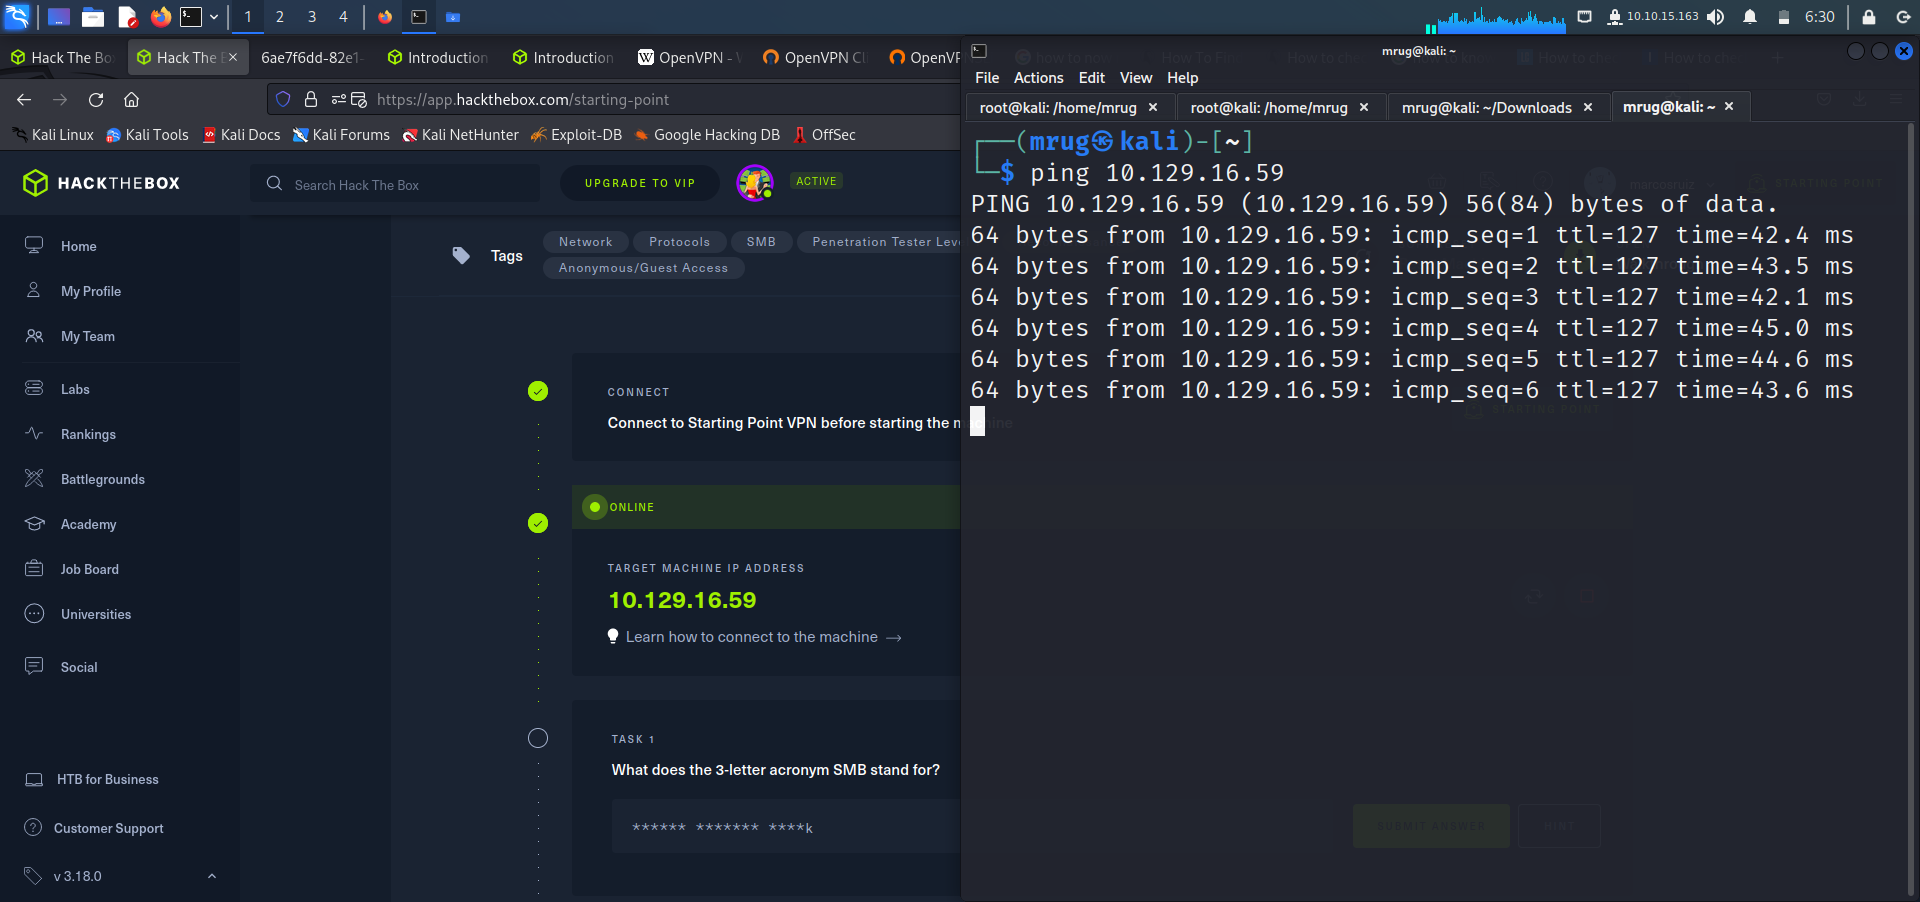 1 2 3 4
10.10.15.163
6:30
Hack The Bo
Hack The
6ae7f6dd-82e1-
Introduction
Introduction
OpenVPN - W
OpenVPN Cl
OpenVP
https://app.hackthebox.com/starting-point
Kali Linux Kali Tools Kali Docs Kali Forums Kali NetHunter Exploit-DB Google Hacking DB OffSec
HACKTHEBOX
Search Hack The Box
UPGRADE TO VIP
ACTIVE
Home
My Profile
My Team
Labs
Rankings
Battlegrounds
Academy
Job Board
Universities
Social
HTB for Business
Customer Support
v 3.18.0
Tags
Network Protocols SMB Penetration Tester Leve
Anonymous/Guest Access
CONNECT
Connect to Starting Point VPN before starting the machine
ONLINE
TARGET MACHINE IP ADDRESS
10.129.16.59
Learn how to connect to the machine
TASK 1
What does the 3-letter acronym SMB stand for?
****** ******* ****k
mrug@kali: ~
File Actions Edit View Help
root@kali: /home/mrug × root@kali: /home/mrug × mrug@kali: ~/Downloads × mrug@kali: ~ ×
┌──(mrug㉿kali)-[~]
└─$ ping 10.129.16.59
PING 10.129.16.59 (10.129.16.59) 56(84) bytes of data.
64 bytes from 10.129.16.59: icmp_seq=1 ttl=127 time=42.4 ms
64 bytes from 10.129.16.59: icmp_seq=2 ttl=127 time=43.5 ms
64 bytes from 10.129.16.59: icmp_seq=3 ttl=127 time=42.1 ms
64 bytes from 10.129.16.59: icmp_seq=4 ttl=127 time=45.0 ms
64 bytes from 10.129.16.59: icmp_seq=5 ttl=127 time=44.6 ms
64 bytes from 10.129.16.59: icmp_seq=6 ttl=127 time=43.6 ms
STARTING POINT
SUBMIT ANSWER
HINT